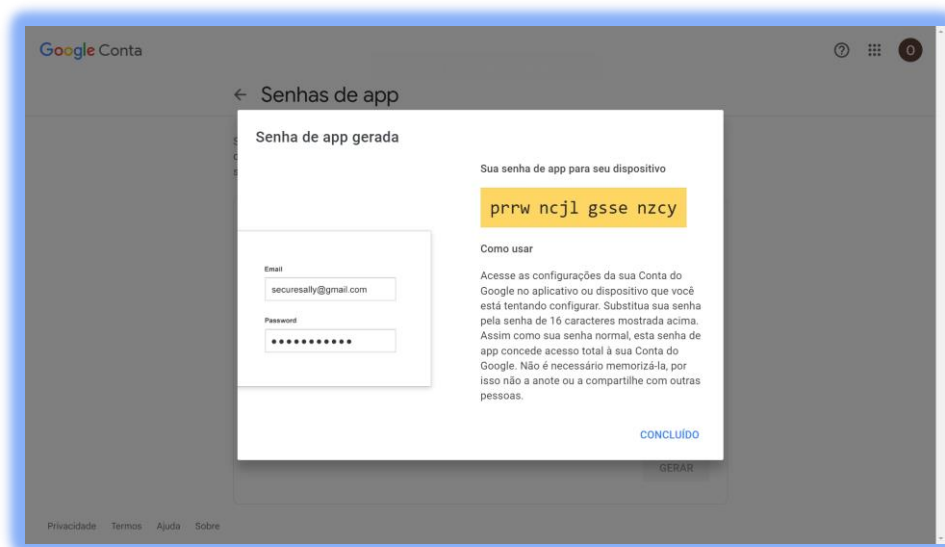 Google Conta
O
Senhas de app
Senha de app gerada
Sua senha de app para seu dispositivo
prrw ncjl gsse nzcy
Email
securesally@gmail.com
Password
Como usar
Acesse as configurações da sua Conta do
Google no aplicativo ou dispositivo que você
está tentando configurar. Substitua sua senha
pela senha de 16 caracteres mostrada acima.
Assim como sua senha normal, esta senha de
app concede acesso total à sua Conta do
Google. Não é necessário memorizá-la, por
isso não a anote ou a compartilhe com outras
pessoas.
CONCLUÍDO
GERAR
Privacidade Termos Ajuda Sobre